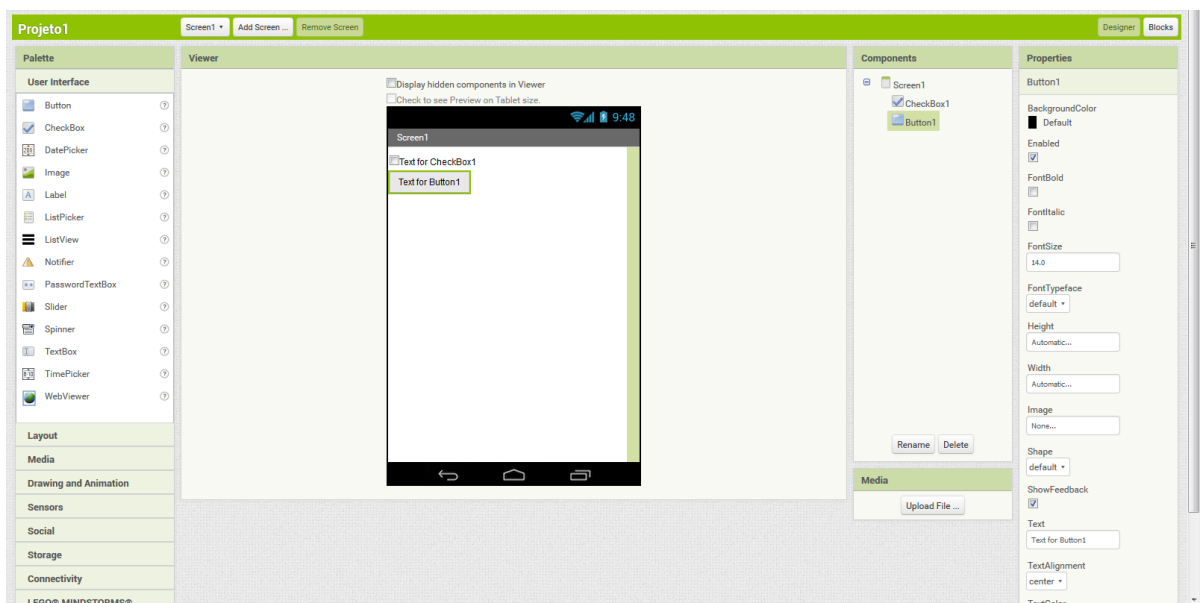 Projeto1
Screen1
Add Screen ...
Remove Screen
Designer
Blocks
Palette
User Interface
Button
CheckBox
DatePicker
Image
Label
ListPicker
ListView
Notifier
PasswordTextBox
Slider
Spinner
TextBox
TimePicker
WebViewer
Layout
Media
Drawing and Animation
Sensors
Social
Storage
Connectivity
LEGO® MINDSTORMS®
Viewer
Display hidden components in Viewer
Check to see Preview on Tablet size.
9:48
Screen1
Text for CheckBox1
Text for Button1
Components
Screen1
CheckBox1
Button1
Rename
Delete
Media
Upload File ...
Properties
Button1
BackgroundColor
Default
Enabled
FontBold
FontItalic
FontSize
14.0
FontTypeface
default
Height
Automatic...
Width
Automatic...
Image
None...
Shape
default
ShowFeedback
Text
Text for Button1
TextAlignment
center
TextColor